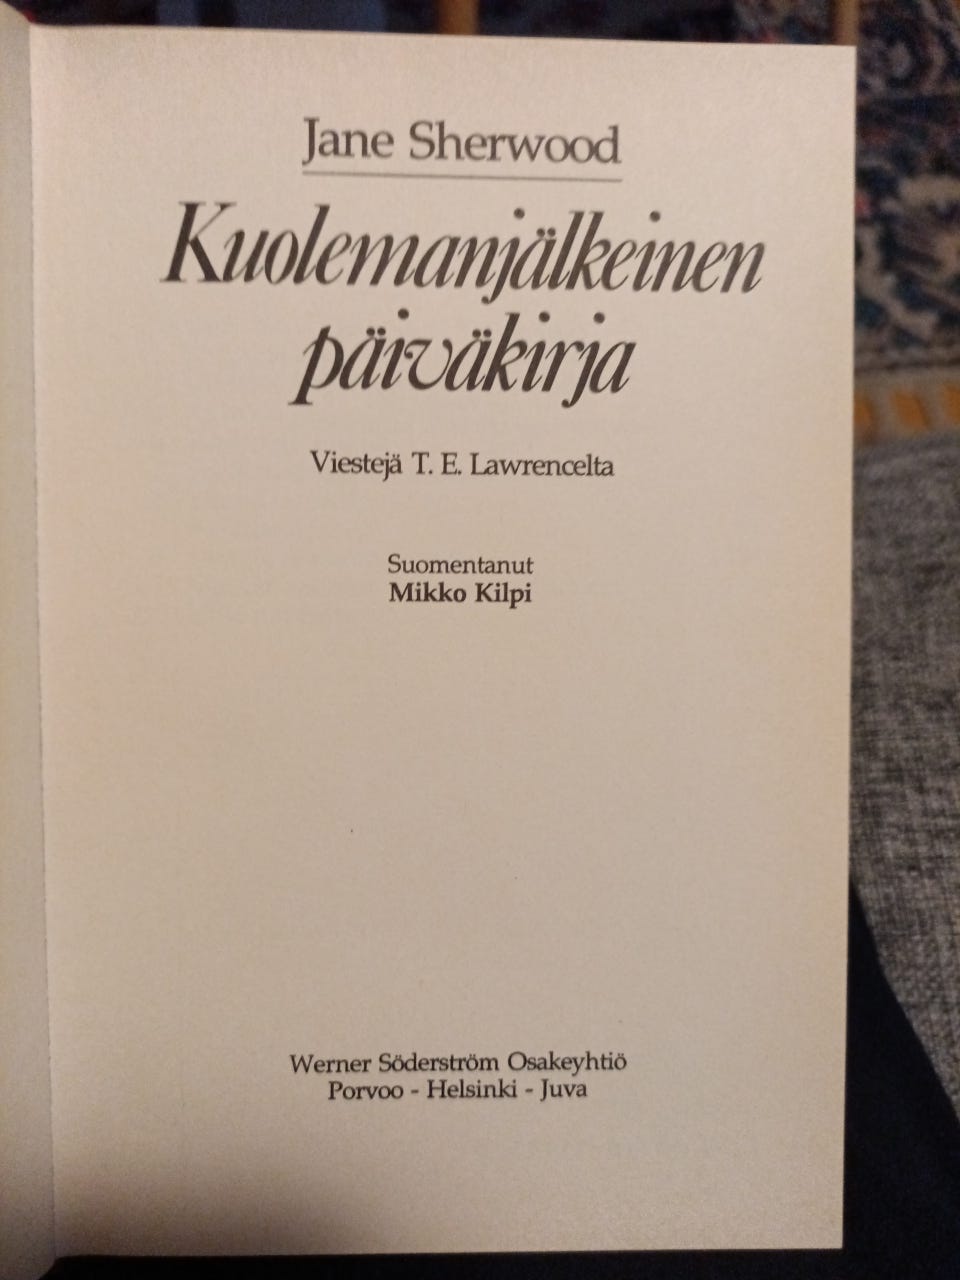 Jane Sherwood
Kuolemanjälkeinen
päiväkirja
Viestejä T. E. Lawrencelta
Suomentanut
Mikko Kilpi
Werner Söderström Osakeyhtiö
Porvoo - Helsinki - Juva